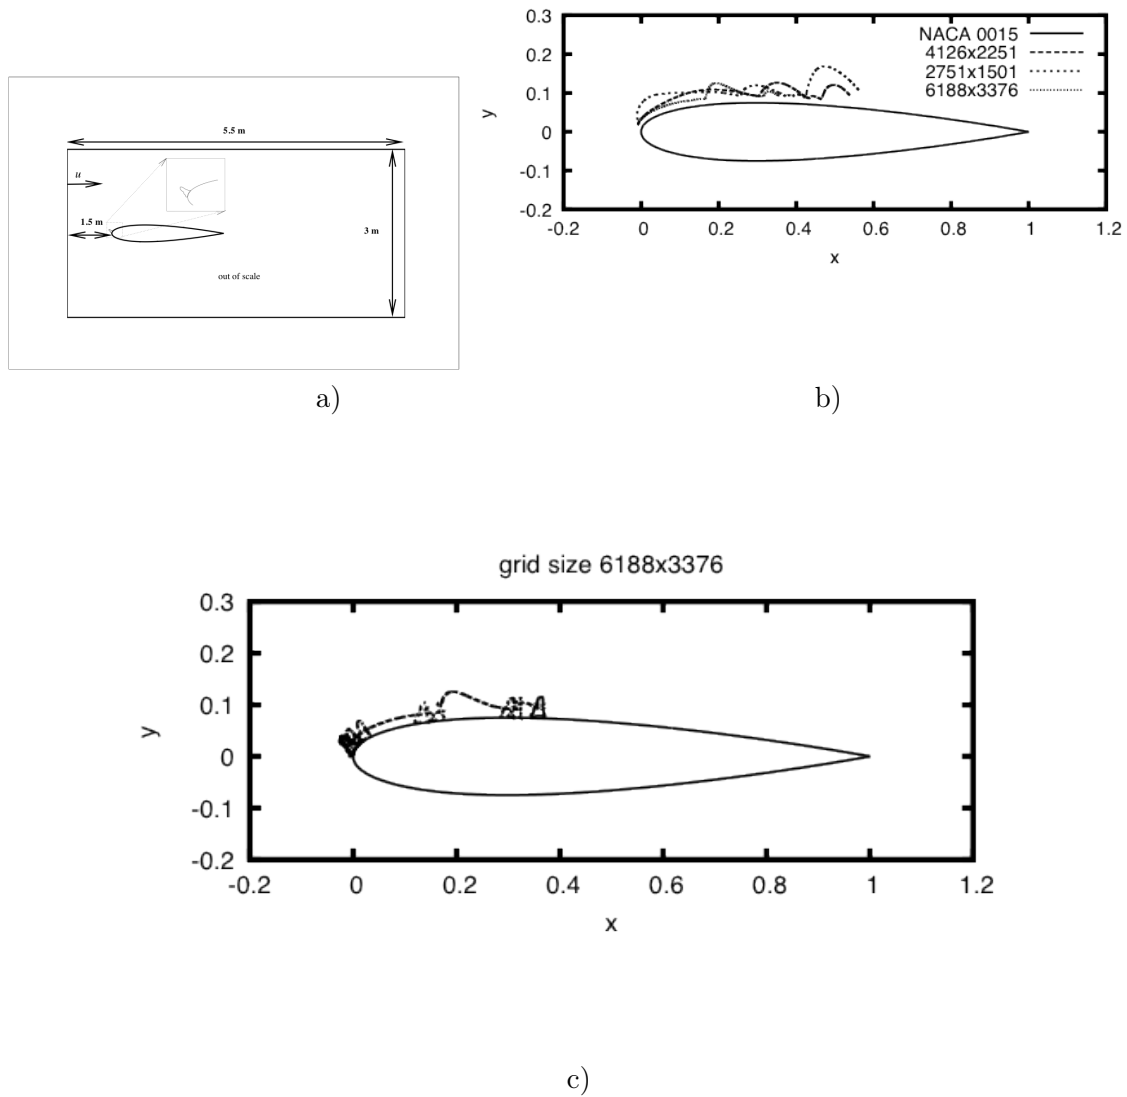 5.5 m
u
1.5 m
3 m
out of scale
a)
0.3
0.2
0.1
0
-0.1
-0.2
y
NACA 0015
4126x2251
2751x1501
6188x3376
-0.2 0 0.2 0.4 0.6 0.8 1 1.2
x
b)
grid size 6188x3376
0.3
0.2
0.1
0
-0.1
-0.2
y
-0.2 0 0.2 0.4 0.6 0.8 1 1.2
x
c)